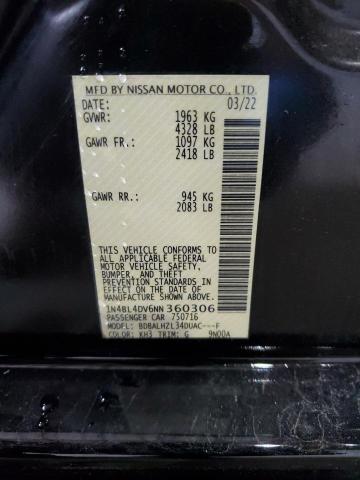 MFD BY NISSAN MOTOR CO., LTD.
DATE: 03/22
GVWR: 1963 KG
4328 LB
GAWR FR.: 1097 KG
2418 LB
GAWR RR.: 945 KG
2083 LB
THIS VEHICLE CONFORMS TO
ALL APPLICABLE FEDERAL
MOTOR VEHICLE SAFETY,
BUMPER, AND THEFT
PREVENTION STANDARDS IN
EFFECT ON THE DATE OF
MANUFACTURE SHOWN ABOVE.
1N4BL4DV6NN360306
PASSENGER CAR 750716
MODEL: BDBALHZL34DUAC---F
COLOR: KH3 TRIM: G 9N00A